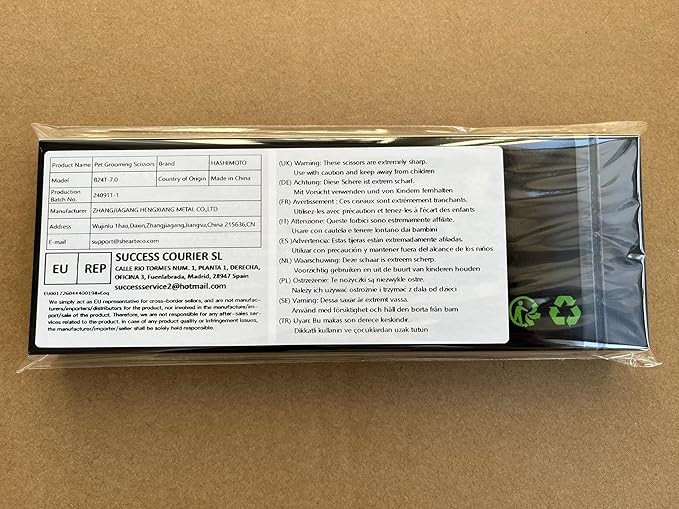 Product Name Pet Grooming Scissors Brand HASHIMOTO
Model B24T-7.0 Country of Origin Made in China
Production
Batch No. 240911-1
Manufacturer ZHANGJIAGANG HENGXIANG METAL CO,.LTD
Address Wujinlu 1hao,Daxin,Zhangjiagang,Jiangsu,China 215636,CN
E-mail support@shearteco.com
EU REP
SUCCESS COURIER SL
CALLE RIO TORMES NUM. 1, PLANTA 1, DERECHA,
OFICINA 3, Fuenlabrada, Madrid, 28947 Spain
successservice2@hotmail.com
We simply act as EU representative for cross-border sellers, and are not manufac-
turers/importers/distributors for the product, nor involved in the manufacture/im-
port/sale of the product. Therefore, we are not responsible for any after-sales ser-
vices related to the product. In case of any product quality or infringement issues,
the manufacturer/importer/seller shall be solely held responsible.
(UK) Warning: These scissors are extremely sharp.
Use with caution and keep away from children
(DE) Achtung: Diese Schere ist extrem scharf.
Mit Vorsicht verwenden und von Kindern fernhalten
(FR) Avertissement : Ces ciseaux sont extrêmement tranchants.
Utilisez-les avec précaution et tenez-les à l'écart des enfants
(IT) Attenzione: Queste forbici sono estremamente affilate.
Usare con cautela e tenere lontano dai bambini
(ES) Advertencia: Estas tijeras están extremadamente afiladas.
Utilizar con precaución y mantener fuera del alcance de los niños
(NL) Waarschuwing: Deze schaar is extreem scherp.
Voorzichtig gebruiken en uit de buurt van kinderen houden
(PL) Ostrzeżenie: Te nożyczki są niezwykle ostre.
Należy ich używać ostrożnie i trzymać z dala od dzieci
(SE) Varning: Dessa saxar är extremt vassa.
Använd med försiktighet och håll den borta från barn
(TR) Uyarı: Bu makas son derece keskindir.
Dikkatli kullanın ve çocuklardan uzak tutun